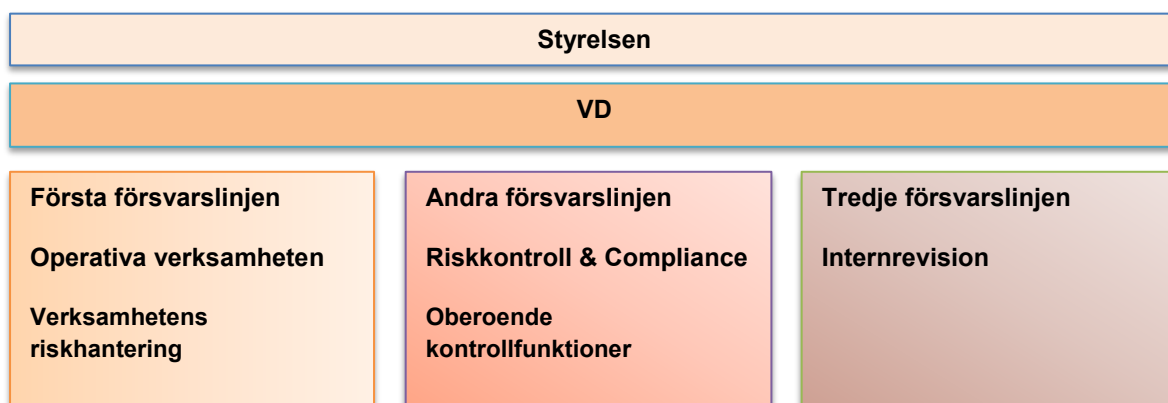 Styrelsen
VD
Första försvarslinjen
Operativa verksamheten
Verksamhetens
riskhantering
Andra försvarslinjen
Riskkontroll & Compliance
Oberoende
kontrollfunktioner
Tredje försvarslinjen
Internrevision